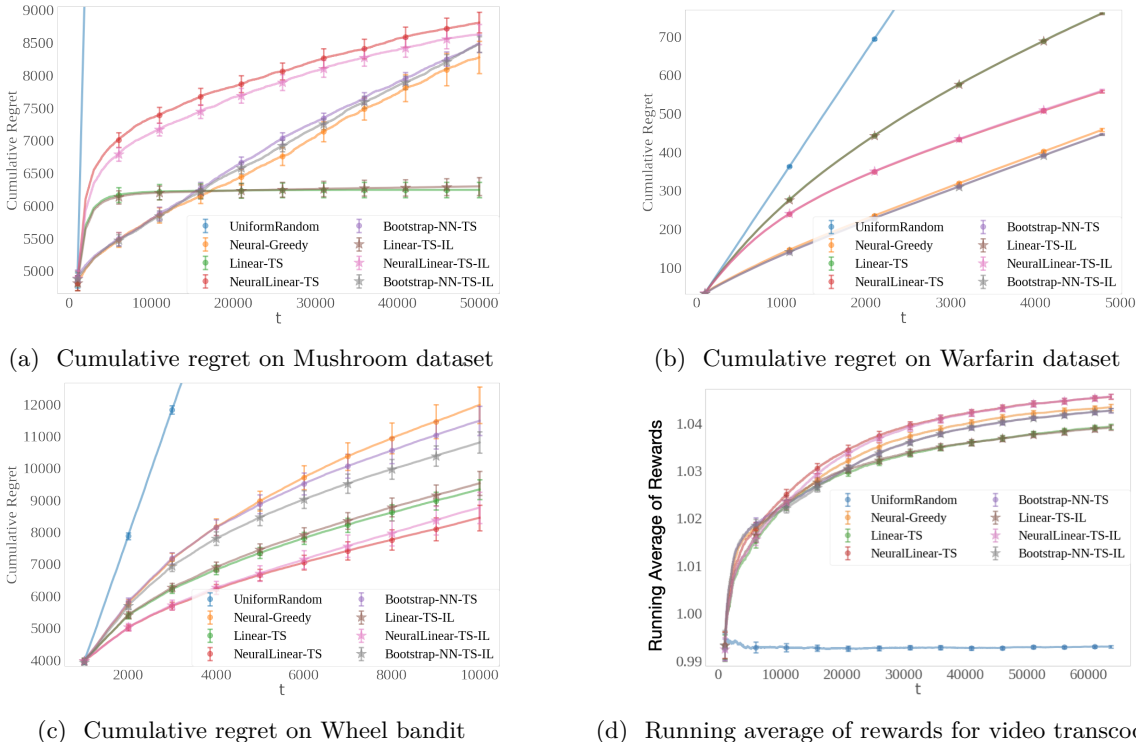 9000
8500
8000
7500
7000
6500
6000
5500
5000
Cumulative Regret
0 10000 20000 30000 40000 50000
t
UniformRandom
Neural-Greedy
Linear-TS
NeuralLinear-TS
Bootstrap-NN-TS
Linear-TS-IL
NeuralLinear-TS-IL
Bootstrap-NN-TS-IL
700
600
500
400
300
200
100
Cumulative Regret
0 1000 2000 3000 4000 5000
t
UniformRandom
Neural-Greedy
Linear-TS
NeuralLinear-TS
Bootstrap-NN-TS
Linear-TS-IL
NeuralLinear-TS-IL
Bootstrap-NN-TS-IL
(a) Cumulative regret on Mushroom dataset
(b) Cumulative regret on Warfarin dataset
12000
11000
10000
9000
8000
7000
6000
5000
4000
Cumulative Regret
2000 4000 6000 8000 10000
t
UniformRandom
Neural-Greedy
Linear-TS
NeuralLinear-TS
Bootstrap-NN-TS
Linear-TS-IL
NeuralLinear-TS-IL
Bootstrap-NN-TS-IL
1.04
1.03
1.02
1.01
1.00
0.99
Running Average of Rewards
0 10000 20000 30000 40000 50000 60000
t
UniformRandom
Neural-Greedy
Linear-TS
NeuralLinear-TS
Bootstrap-NN-TS
Linear-TS-IL
NeuralLinear-TS-IL
Bootstrap-NN-TS-IL
(c) Cumulative regret on Wheel bandit
(d) Running average of rewards for video transcod